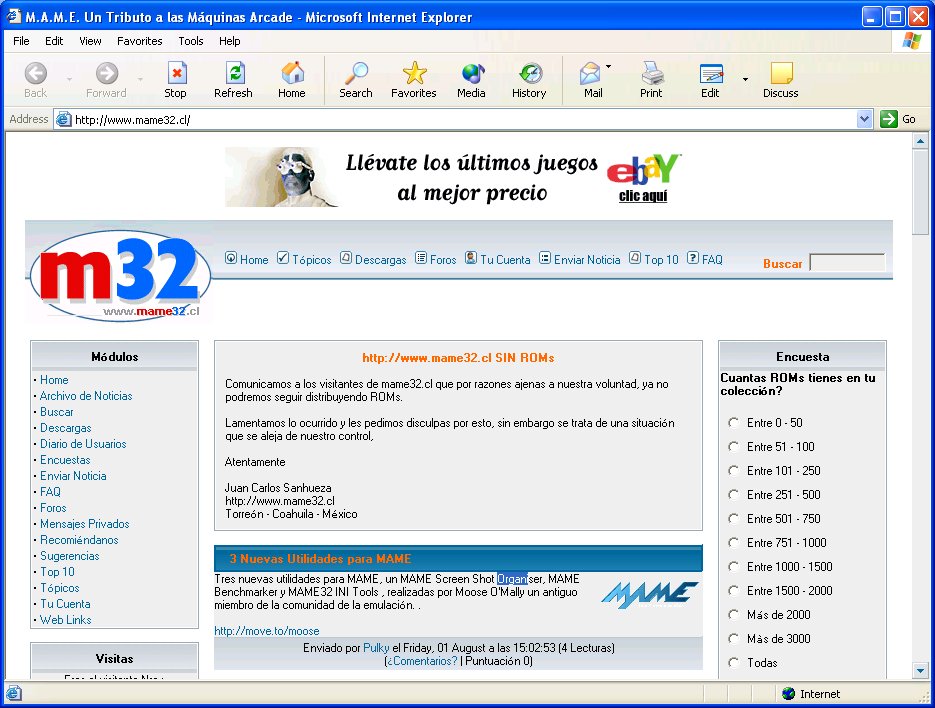 M.A.M.E. Un Tributo a las Máquinas Arcade - Microsoft Internet Explorer
File Edit View Favorites Tools Help
Back Forward Stop Refresh Home Search Favorites Media History Mail Print Edit Discuss
Address http://www.mame32.cl/ Go
Llévate los últimos juegos
al mejor precio
ebaY
clic aquí
m32
www.mame32.cl
Home Tópicos Descargas Foros Tu Cuenta Enviar Noticia Top 10 FAQ
Buscar
Módulos
· Home
· Archivo de Noticias
· Buscar
· Descargas
· Diario de Usuarios
· Encuestas
· Enviar Noticia
· FAQ
· Foros
· Mensajes Privados
· Recomiéndanos
· Sugerencias
· Top 10
· Tópicos
· Tu Cuenta
· Web Links
Visitas
http://www.mame32.cl SIN ROMs
Comunicamos a los visitantes de mame32.cl que por razones ajenas a nuestra voluntad, ya no
podremos seguir distribuyendo ROMs.
Lamentamos lo ocurrido y les pedimos disculpas por esto, sin embargo se trata de una situación
que se aleja de nuestro control,
Atentamente
Juan Carlos Sanhueza
http://www.mame32.cl
Torreón - Coahuila - México
3 Nuevas Utilidades para MAME
Tres nuevas utilidades para MAME, un MAME Screen Shot Organiser, MAME
Benchmarker y MAME32 INI Tools , realizadas por Moose O'Mally un antiguo
miembro de la comunidad de la emulación. .
MAME
http://move.to/moose
Enviado por Pulky el Friday, 01 August a las 15:02:53 (4 Lecturas)
(¿Comentarios? | Puntuación 0)
Encuesta
Cuantas ROMs tienes en tu
colección?
Entre 0 - 50
Entre 51 - 100
Entre 101 - 250
Entre 251 - 500
Entre 501 - 750
Entre 751 - 1000
Entre 1000 - 1500
Entre 1500 - 2000
Más de 2000
Más de 3000
Todas
Internet